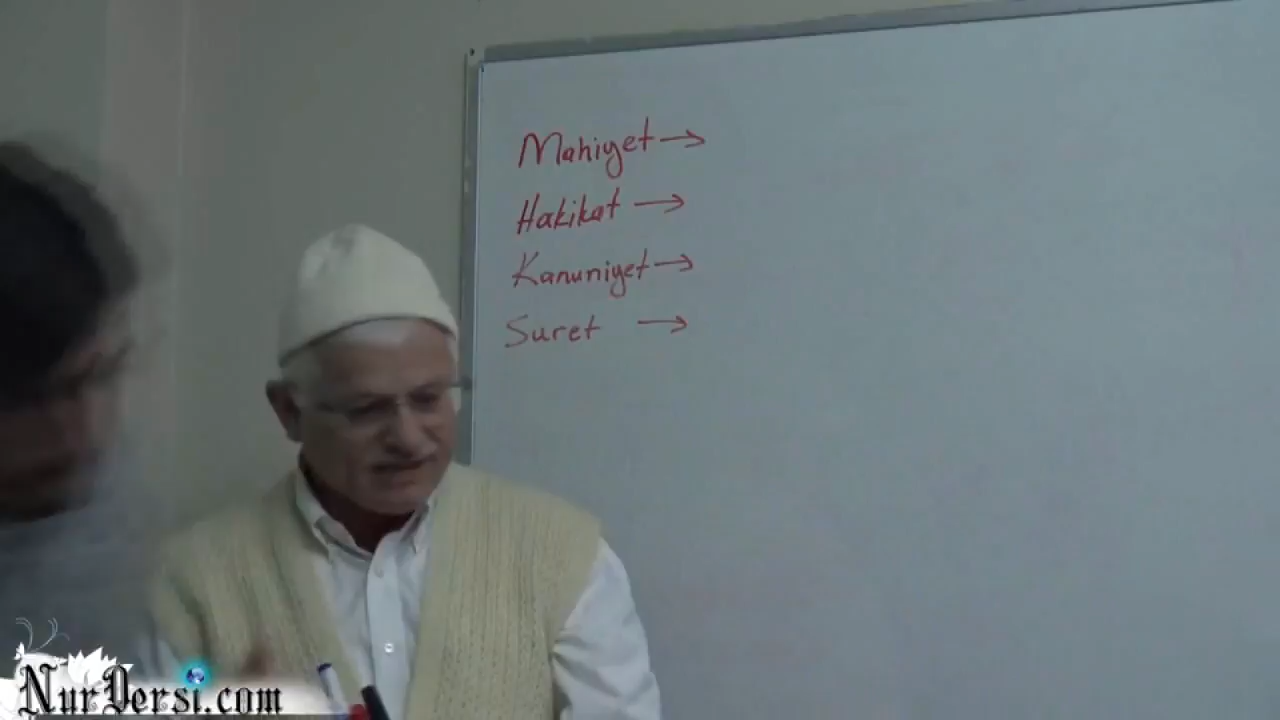 Mahiyet →
Hakikat →
Kanuniyet →
Suret →
NurDersi.com